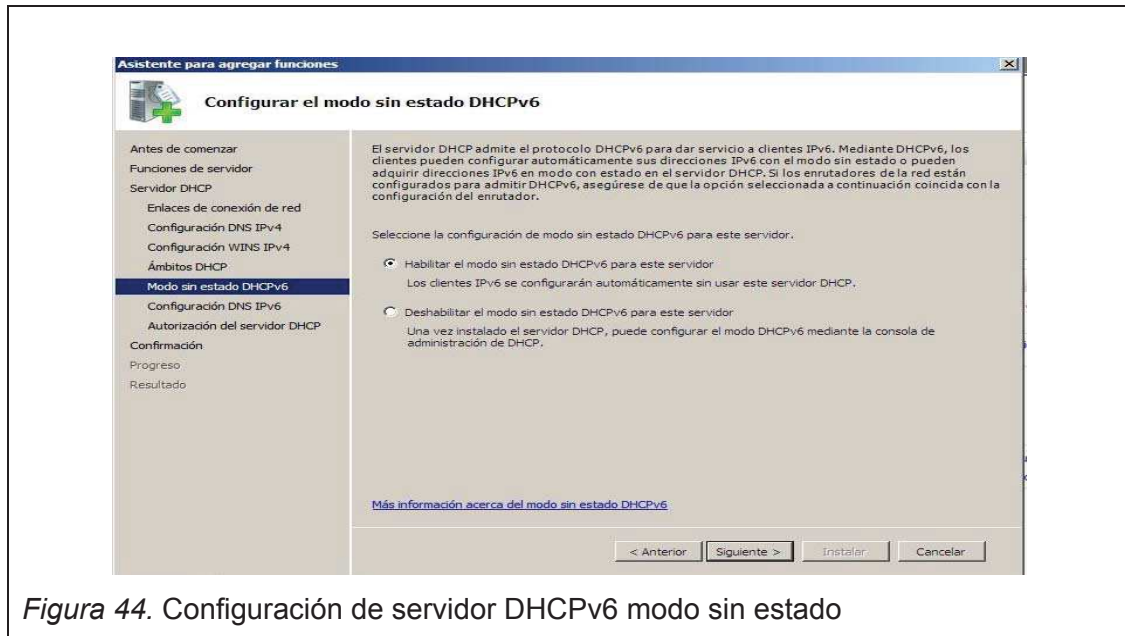 Asistente para agregar funciones
Configurar el modo sin estado DHCPv6
Antes de comenzar
Funciones de servidor
Servidor DHCP
Enlaces de conexión de red
Configuración DNS IPv4
Configuración WINS IPv4
Ámbitos DHCP
Modo sin estado DHCPv6
Configuración DNS IPv6
Autorización del servidor DHCP
Confirmación
Progreso
Resultado
El servidor DHCP admite el protocolo DHCPv6 para dar servicio a clientes IPv6. Mediante DHCPv6, los
clientes pueden configurar automáticamente sus direcciones IPv6 con el modo sin estado o pueden
adquirir direcciones IPv6 en modo con estado en el servidor DHCP. Si los enrutadores de la red están
configurados para admitir DHCPv6, asegúrese de que la opción seleccionada a continuación coincida con la
configuración del enrutador.
Seleccione la configuración de modo sin estado DHCPv6 para este servidor.
Habilitar el modo sin estado DHCPv6 para este servidor
Los clientes IPv6 se configurarán automáticamente sin usar este servidor DHCP.
Deshabilitar el modo sin estado DHCPv6 para este servidor
Una vez instalado el servidor DHCP, puede configurar el modo DHCPv6 mediante la consola de
administración de DHCP.
Más información acerca del modo sin estado DHCPv6
< Anterior
Siguiente >
Instalar
Cancelar
Figura 44. Configuración de servidor DHCPv6 modo sin estado